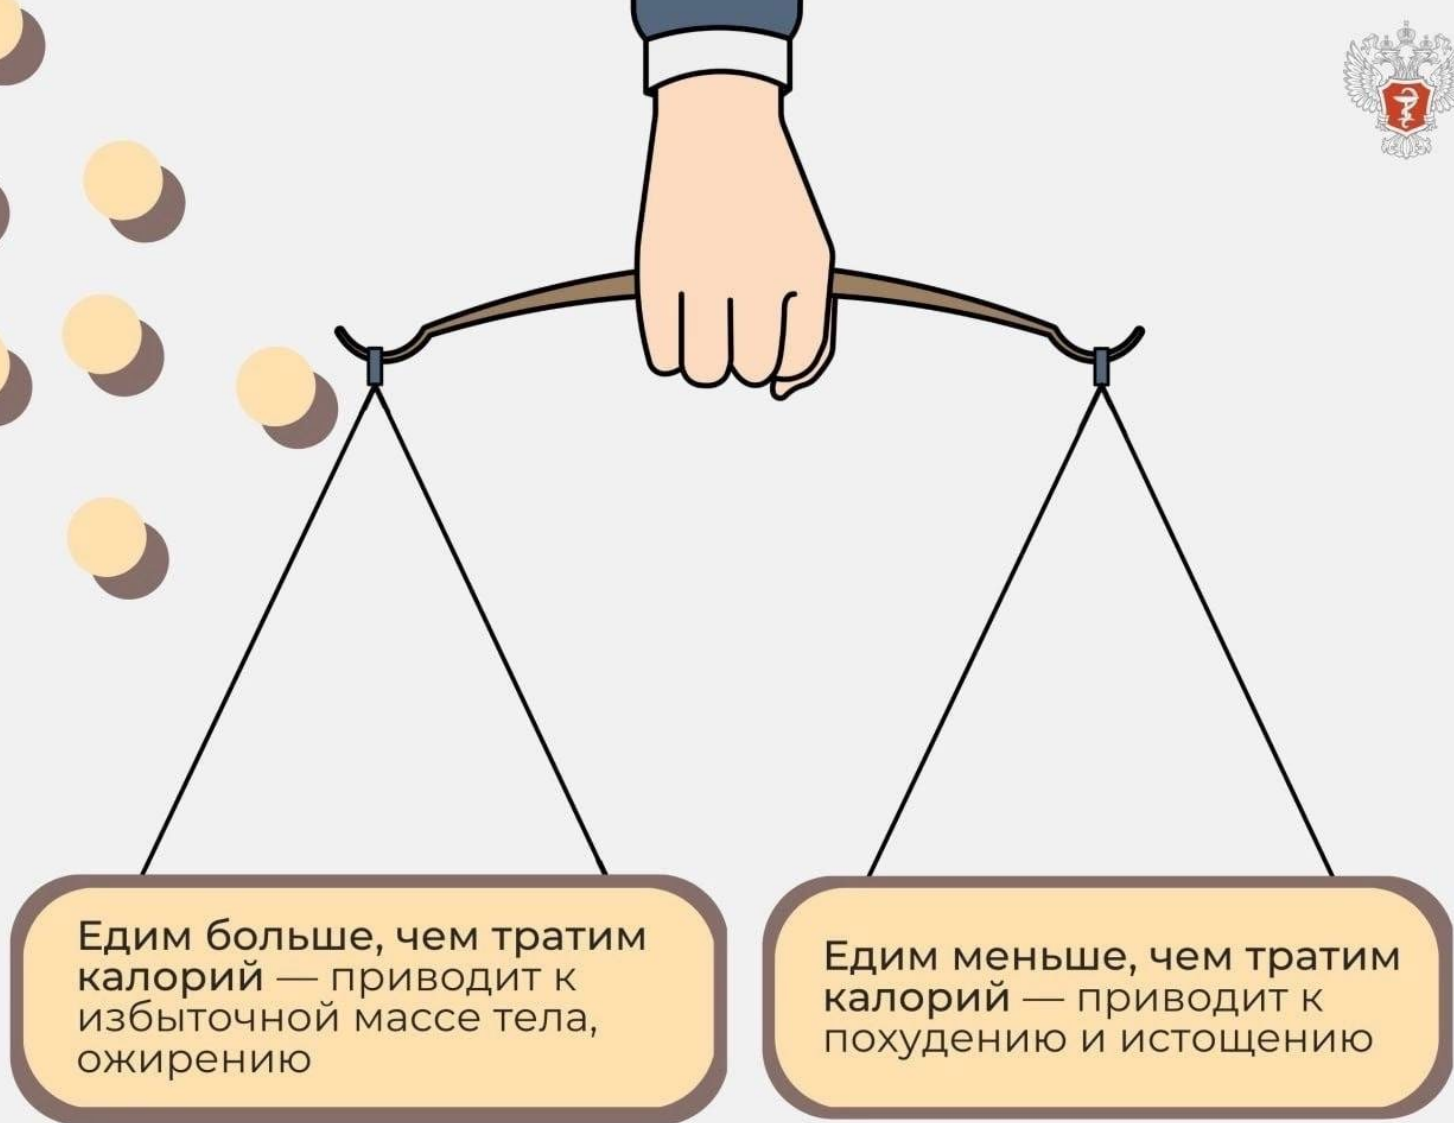 Едим больше, чем тратим
калорий — приводит к
избыточной массе тела,
ожирению
Едим меньше, чем тратим
калорий — приводит к
похудению и истощению